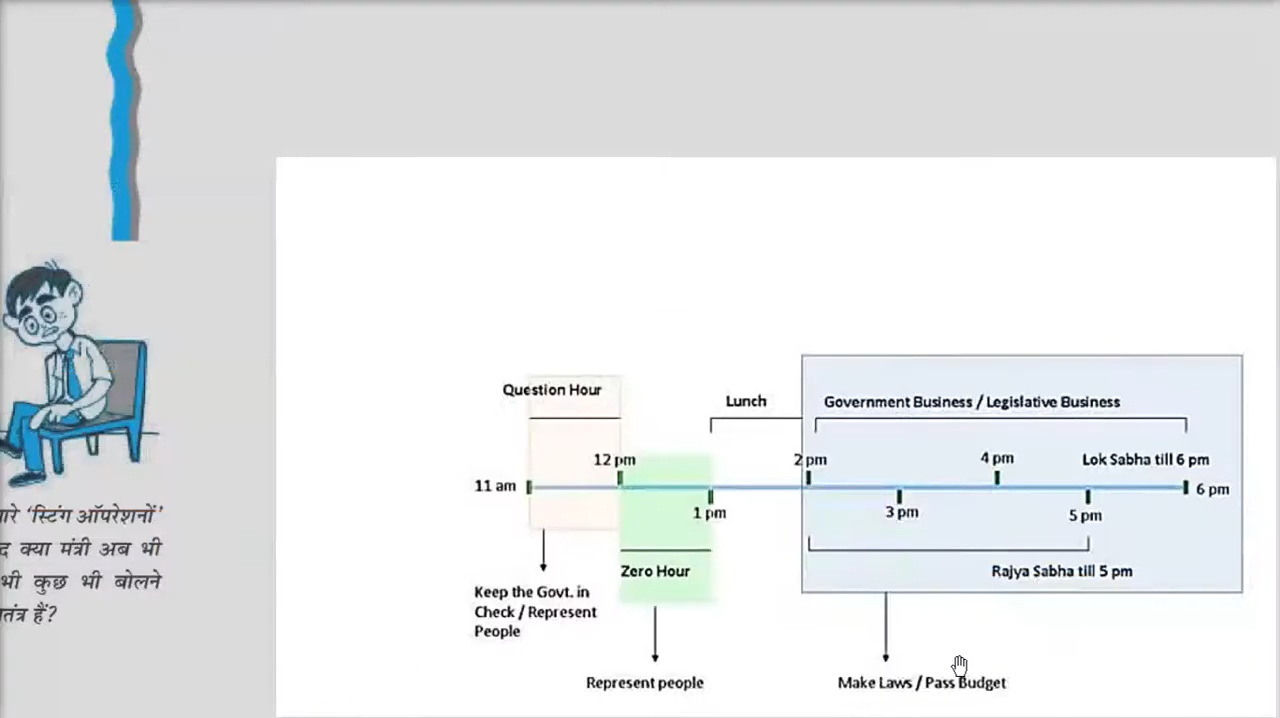 Question Hour
Lunch
Government Business / Legislative Business
12 pm
2 pm
4 pm
Lok Sabha till 6 pm
11 am
6 pm
1 pm
3 pm
5 pm
Zero Hour
Rajya Sabha till 5 pm
Keep the Govt. in
Check / Represent
People
Represent people
Make Laws / Pass Budget
'स्टिंग ऑपरेशनों'
क्या मंत्री अब भी
भी कुछ भी बोलने
हैं?